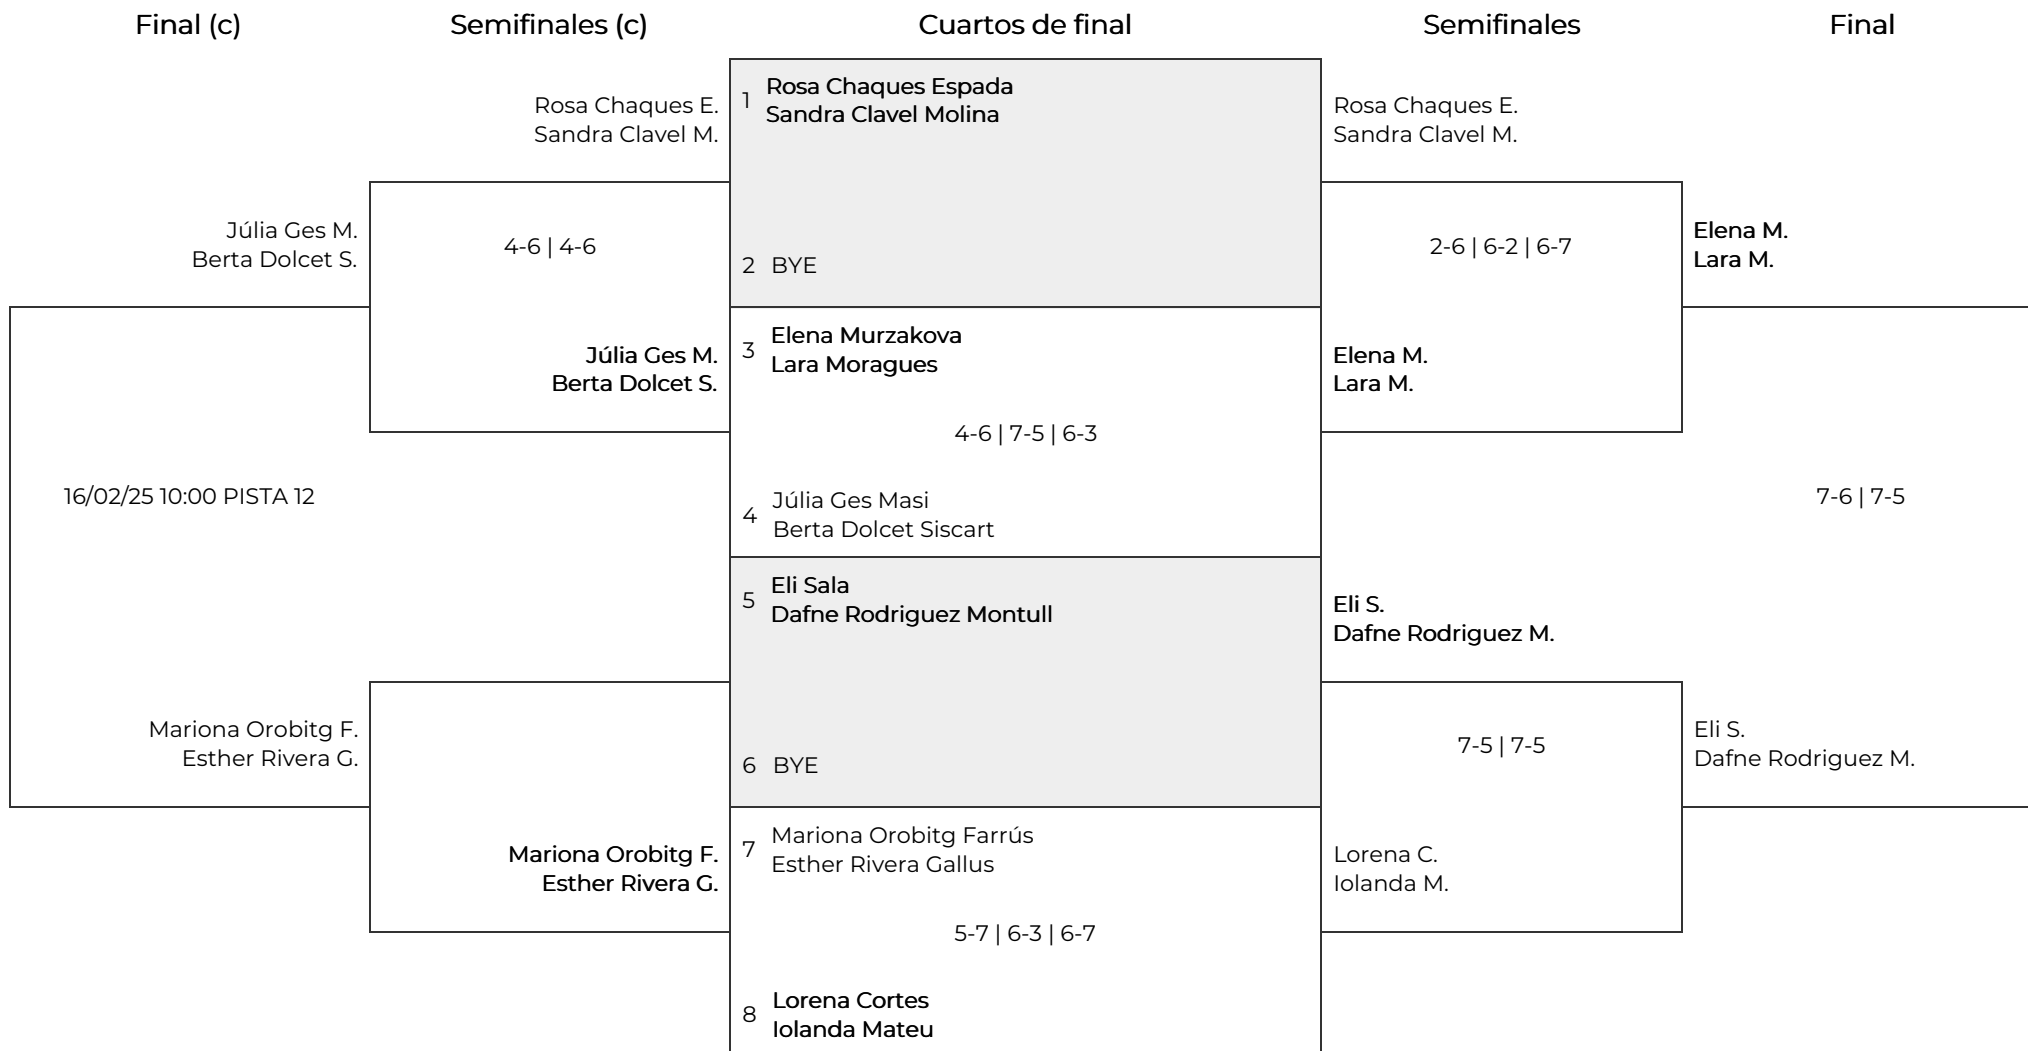 Final (c)
Semifinales (c)
Cuartos de final
Semifinales
Final
Rosa Chaques E.
Sandra Clavel M.
1 Rosa Chaques Espada
Sandra Clavel Molina
Rosa Chaques E.
Sandra Clavel M.
Júlia Ges M.
Berta Dolcet S.
4-6 | 4-6
2 BYE
2-6 | 6-2 | 6-7
Elena M.
Lara M.
Júlia Ges M.
Berta Dolcet S.
3 Elena Murzakova
Lara Moragues
Elena M.
Lara M.
4-6 | 7-5 | 6-3
16/02/25 10:00 PISTA 12
4 Júlia Ges Masi
Berta Dolcet Siscart
7-6 | 7-5
5 Eli Sala
Dafne Rodriguez Montull
Eli S.
Dafne Rodriguez M.
Mariona Orobitg F.
Esther Rivera G.
6 BYE
7-5 | 7-5
Eli S.
Dafne Rodriguez M.
Mariona Orobitg F.
Esther Rivera G.
7 Mariona Orobitg Farrús
Esther Rivera Gallus
Lorena C.
Iolanda M.
5-7 | 6-3 | 6-7
8 Lorena Cortes
Iolanda Mateu